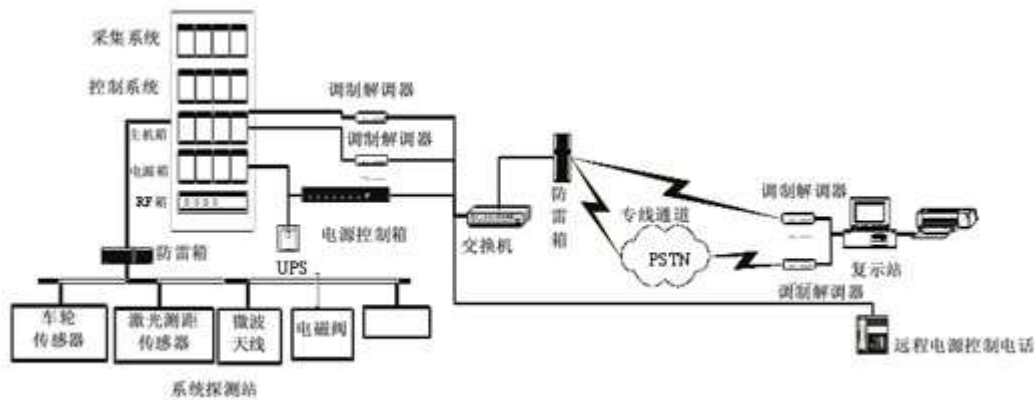 采集系统
控制系统
主机箱
电源箱
RF箱
调制解调器
调制解调器
电源控制箱
UPS
防雷箱
交换机
防雷箱
专线通道
PSTN
调制解调器
调制解调器
复示站
远程电源控制电话
车轮
传感器
激光测距
传感器
微波
天线
电磁阀
系统探测站